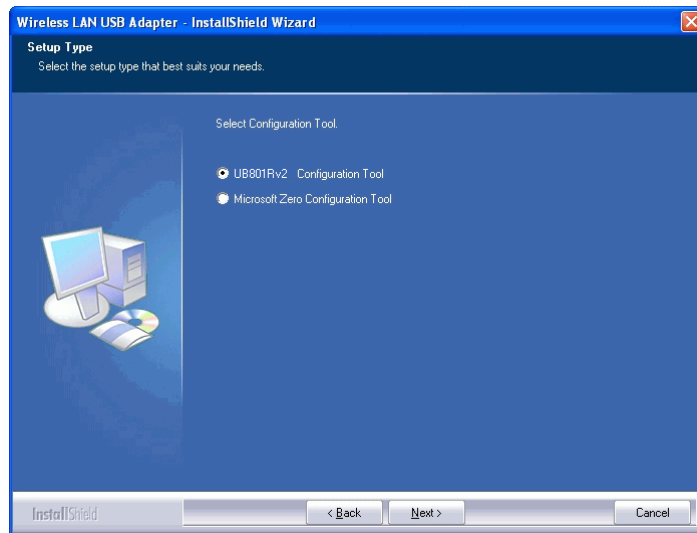 Wireless LAN USB Adapter - InstallShield Wizard
Setup Type
Select the setup type that best suits your needs.
Select Configuration Tool.
UB801Rv2 Configuration Tool
Microsoft Zero Configuration Tool
InstallShield
< Back
Next >
Cancel